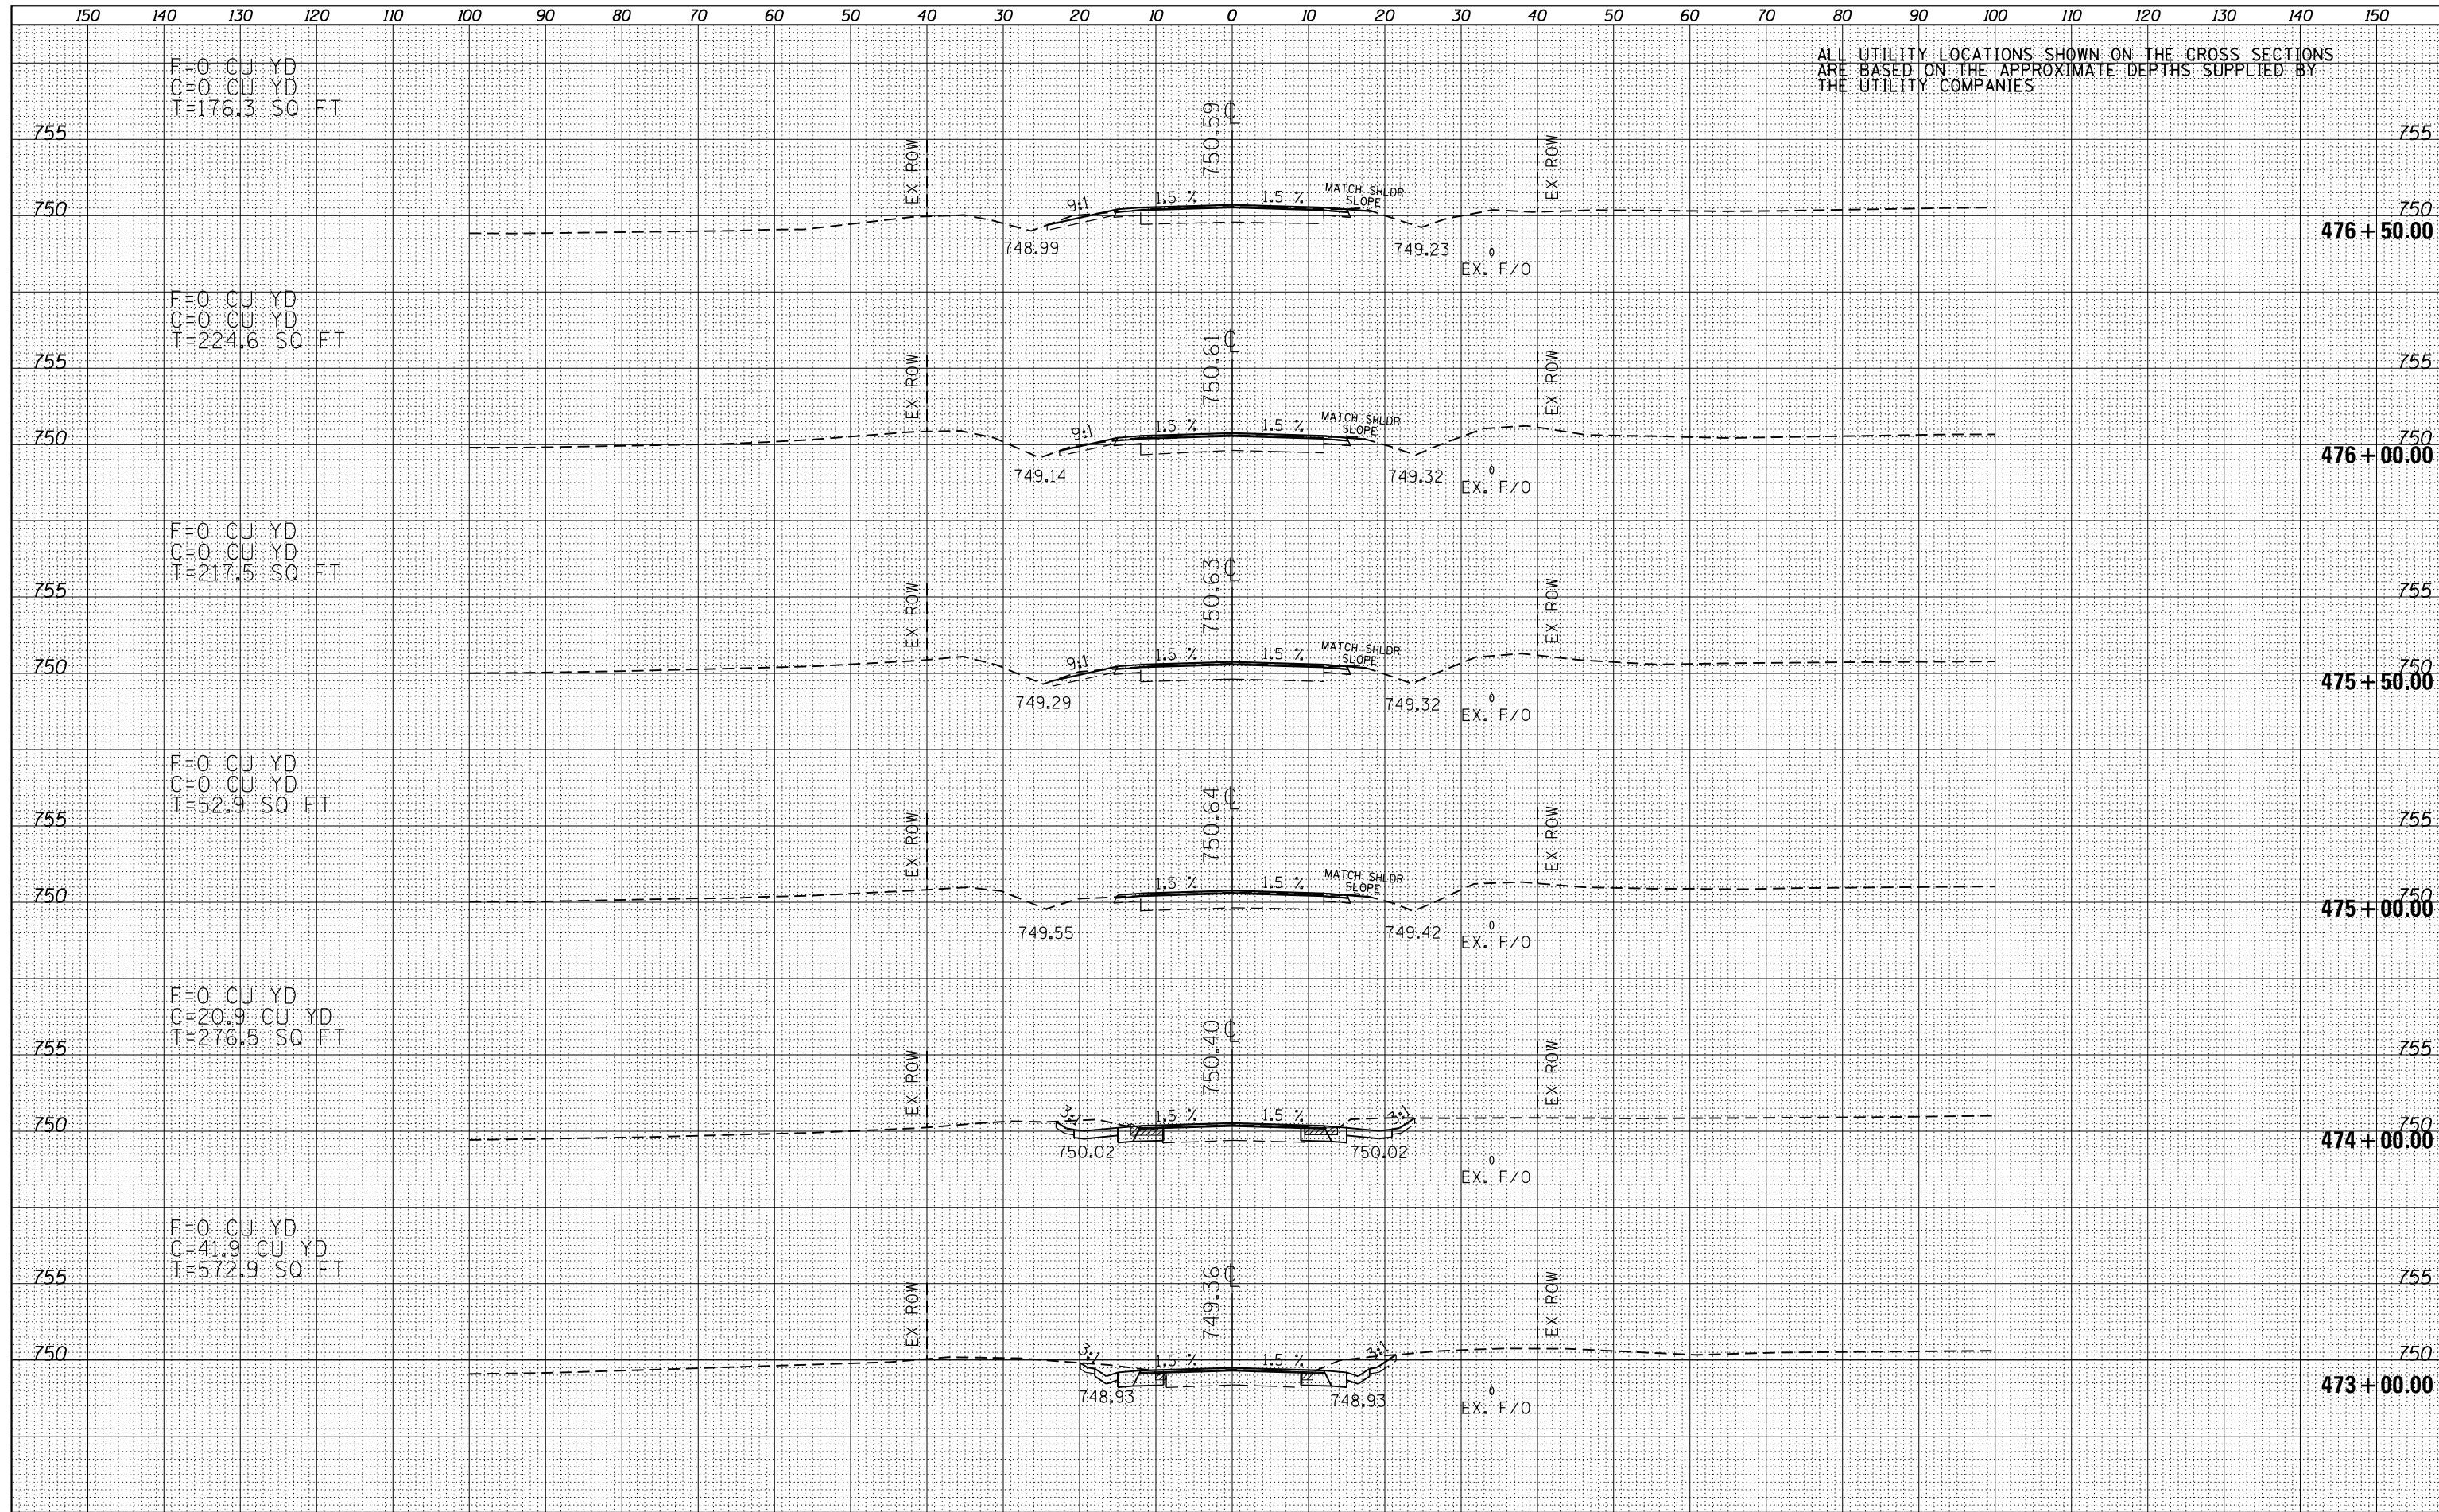 150 140 130 120 110 100 90 80 70 60 50 40 30 20 10 0 10 20 30 40 50 60 70 80 90 100 110 120 130 140 150
ALL UTILITY LOCATIONS SHOWN ON THE CROSS SECTIONS
ARE BASED ON THE APPROXIMATE DEPTHS SUPPLIED BY
THE UTILITY COMPANIES
F=0 CU YD
C=0 CU YD
T=176.3 SQ FT
755 755
EX ROW 750.59 ℄ EX ROW
9:1 1.5 % 1.5 % MATCH SHLDR
SLOPE
750 750
476+50.00
748.99 749.23
EX. F/O
F=0 CU YD
C=0 CU YD
T=224.6 SQ FT
755 755
EX ROW 750.61 ℄ EX ROW
9:1 1.5 % 1.5 % MATCH SHLDR
SLOPE
750 750
476+00.00
749.14 749.32
EX. F/O
F=0 CU YD
C=0 CU YD
T=217.5 SQ FT
755 755
EX ROW 750.63 ℄ EX ROW
9:1 1.5 % 1.5 % MATCH SHLDR
SLOPE
750 750
475+50.00
749.29 749.32
EX. F/O
F=0 CU YD
C=0 CU YD
T=52.9 SQ FT
755 755
EX ROW 750.64 ℄ EX ROW
1.5 % 1.5 % MATCH SHLDR
SLOPE
750 750
475+00.00
749.55 749.42
EX. F/O
F=0 CU YD
C=20.9 CU YD
T=276.5 SQ FT
755 755
EX ROW 750.40 ℄ EX ROW
3:1 1.5 % 1.5 % 3:1
750 750
474+00.00
750.02 750.02
EX. F/O
F=0 CU YD
C=41.9 CU YD
T=572.9 SQ FT
755 755
EX ROW 749.36 ℄ EX ROW
3:1 1.5 % 1.5 % 3:1
750 750
473+00.00
748.93 748.93
EX. F/O